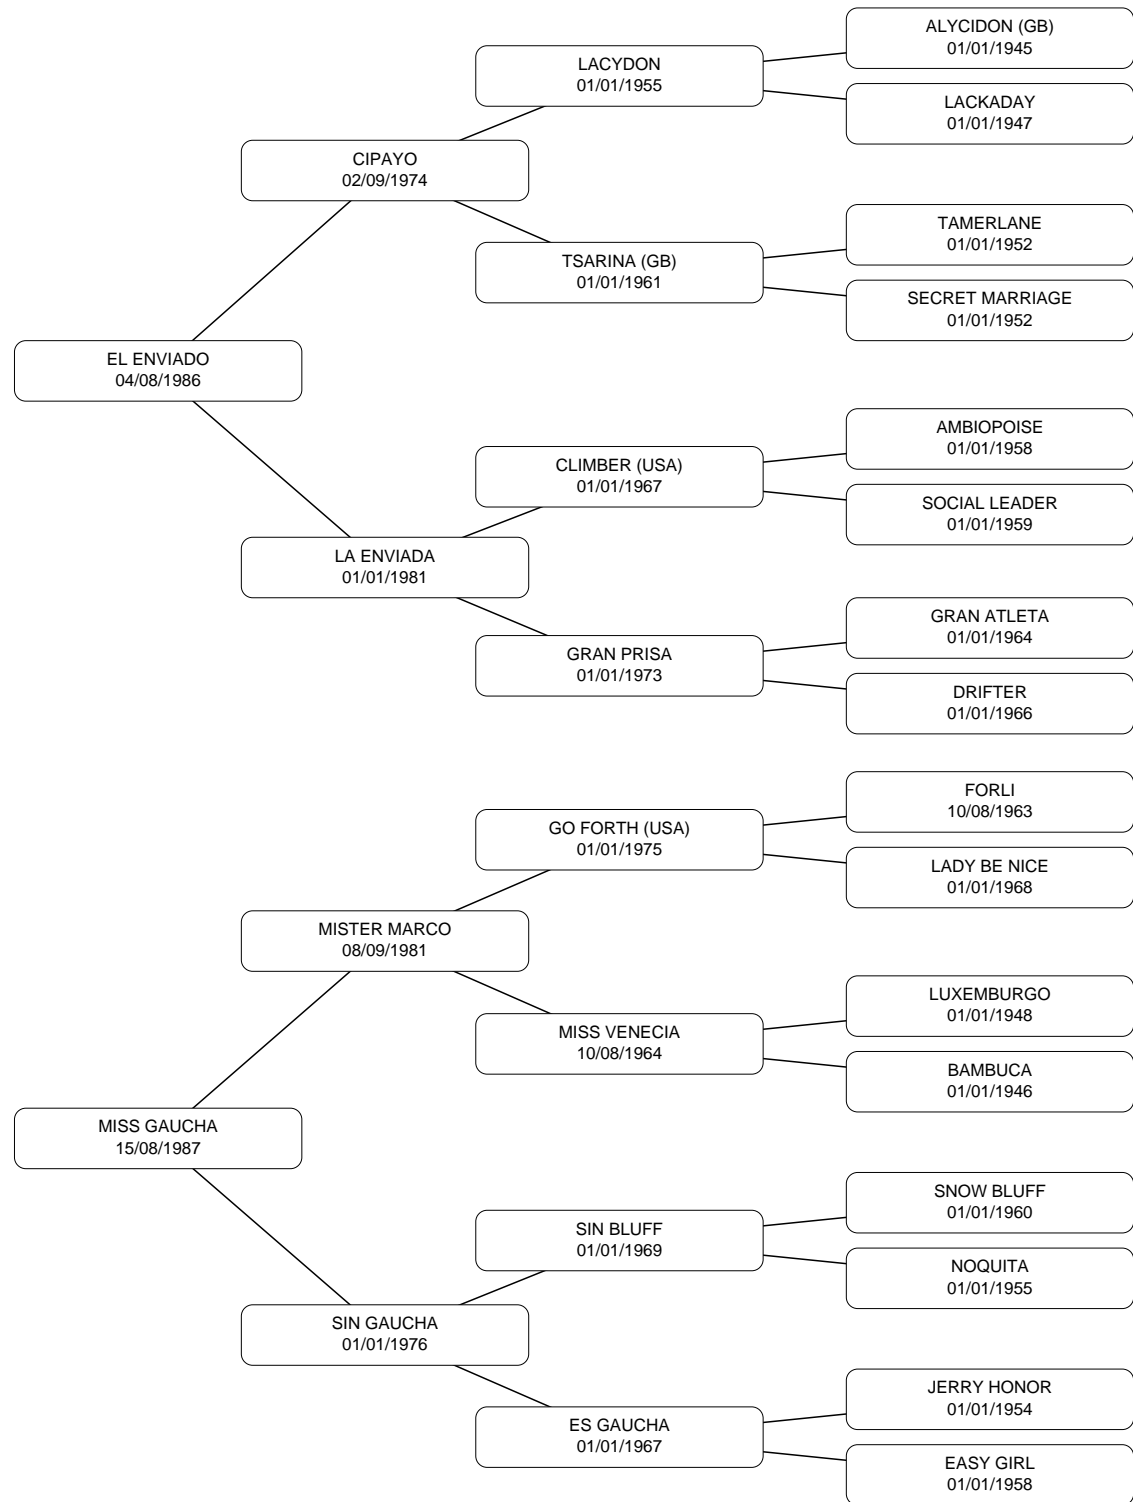 ALYCIDON (GB)
01/01/1945
LACYDON
01/01/1955
LACKADAY
01/01/1947
CIPAYO
02/09/1974
TAMERLANE
01/01/1952
TSARINA (GB)
01/01/1961
SECRET MARRIAGE
01/01/1952
EL ENVIADO
04/08/1986
AMBIOPOISE
01/01/1958
CLIMBER (USA)
01/01/1967
SOCIAL LEADER
01/01/1959
LA ENVIADA
01/01/1981
GRAN ATLETA
01/01/1964
GRAN PRISA
01/01/1973
DRIFTER
01/01/1966
FORLI
10/08/1963
GO FORTH (USA)
01/01/1975
LADY BE NICE
01/01/1968
MISTER MARCO
08/09/1981
LUXEMBURGO
01/01/1948
MISS VENECIA
10/08/1964
BAMBUCA
01/01/1946
MISS GAUCHA
15/08/1987
SNOW BLUFF
01/01/1960
SIN BLUFF
01/01/1969
NOQUITA
01/01/1955
SIN GAUCHA
01/01/1976
JERRY HONOR
01/01/1954
ES GAUCHA
01/01/1967
EASY GIRL
01/01/1958